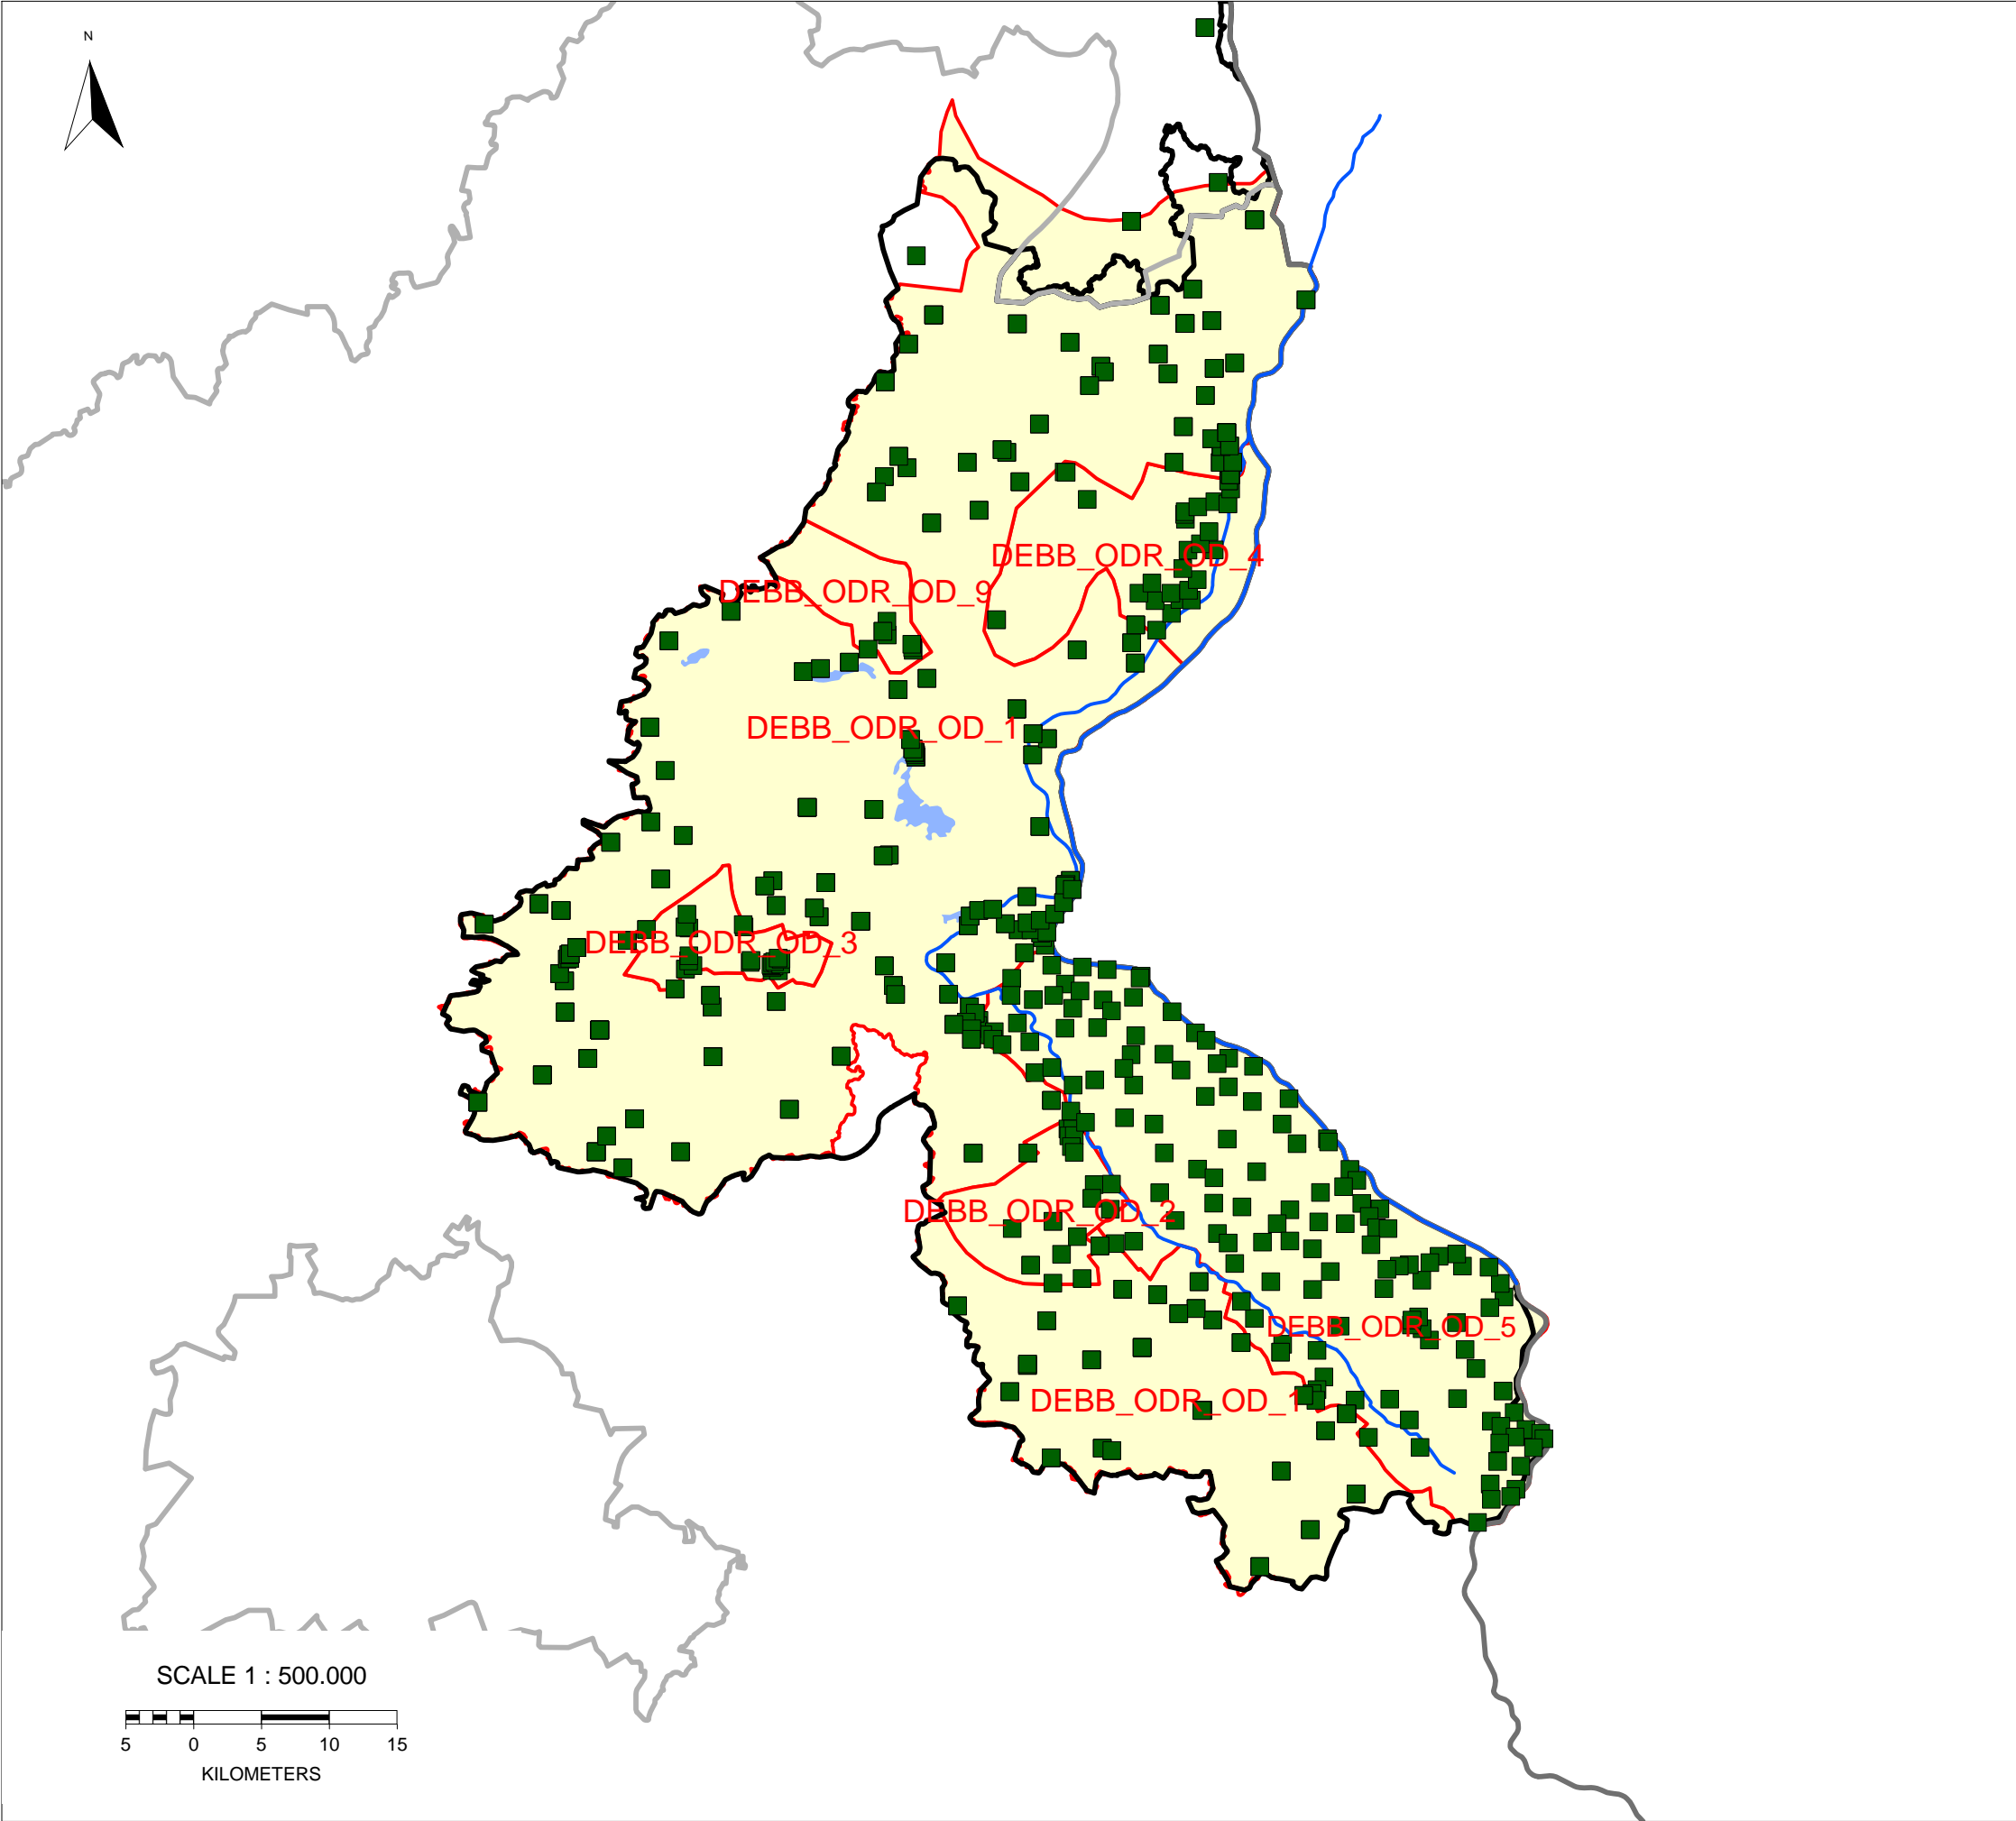 N
DEBB_ODR_OD_4
DEBB_ODR_OD_9
DEBB_ODR_OD_1
DEBB_ODR_OD_3
DEBB_ODR_OD_2
DEBB_ODR_OD_5
DEBB_ODR_OD_1
SCALE 1 : 500.000
5 0 5 10 15
KILOMETERS